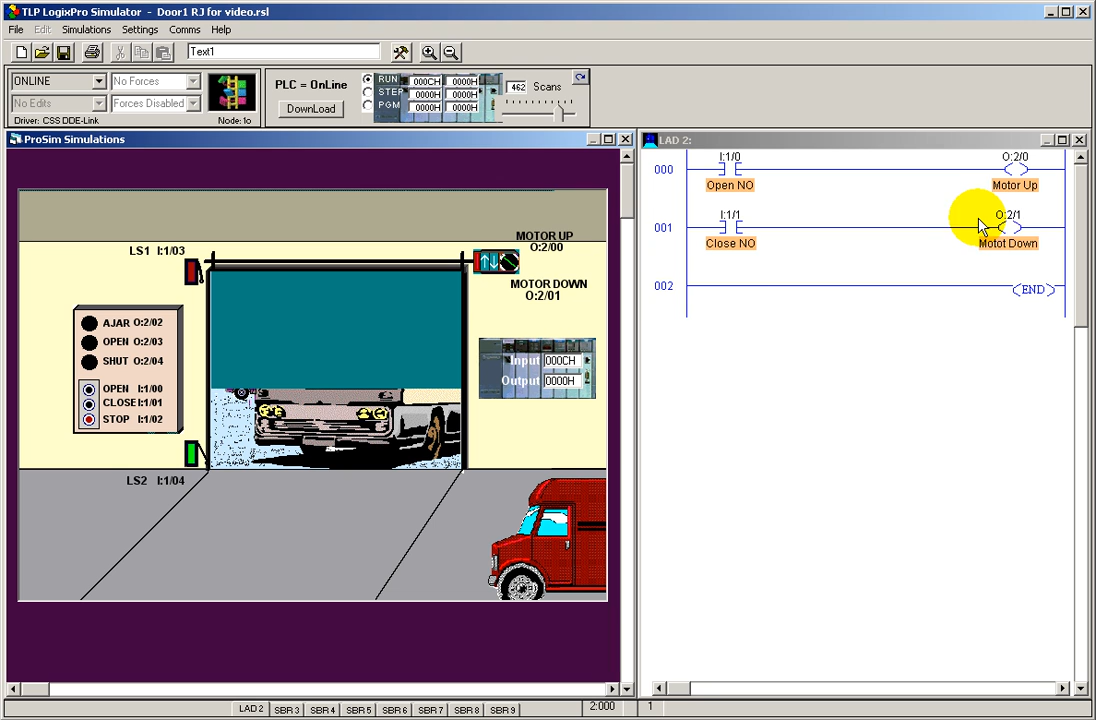 TLP LogixPro Simulator - Door1 RJ for video.rsl
File Edit Simulations Settings Comms Help
Text1
ONLINE No Forces
No Edits Forces Disabled
Driver: CSS DDE-Link Node: Io
PLC = OnLine
DownLoad
RUN 000CH 0000H
STEP 0000H 0000H
PGM 000H 0000H
462 Scans
ProSim Simulations
LS1 I:1/03
MOTOR UP
O:2/00
MOTOR DOWN
O:2/01
AJAR O:2/02
OPEN O:2/03
SHUT O:2/04
OPEN I:1/00
CLOSE I:1/01
STOP I:1/02
Input 000CH
Output 0000H
LS2 I:1/04
LAD 2:
I:1/0 O:2/0
000
Open NO Motor Up
I:1/1 O:2/1
001
Close NO Motot Down
002 END
LAD 2 SBR 3 SBR 4 SBR 5 SBR 6 SBR 7 SBR 8 SBR 9 2:000 1